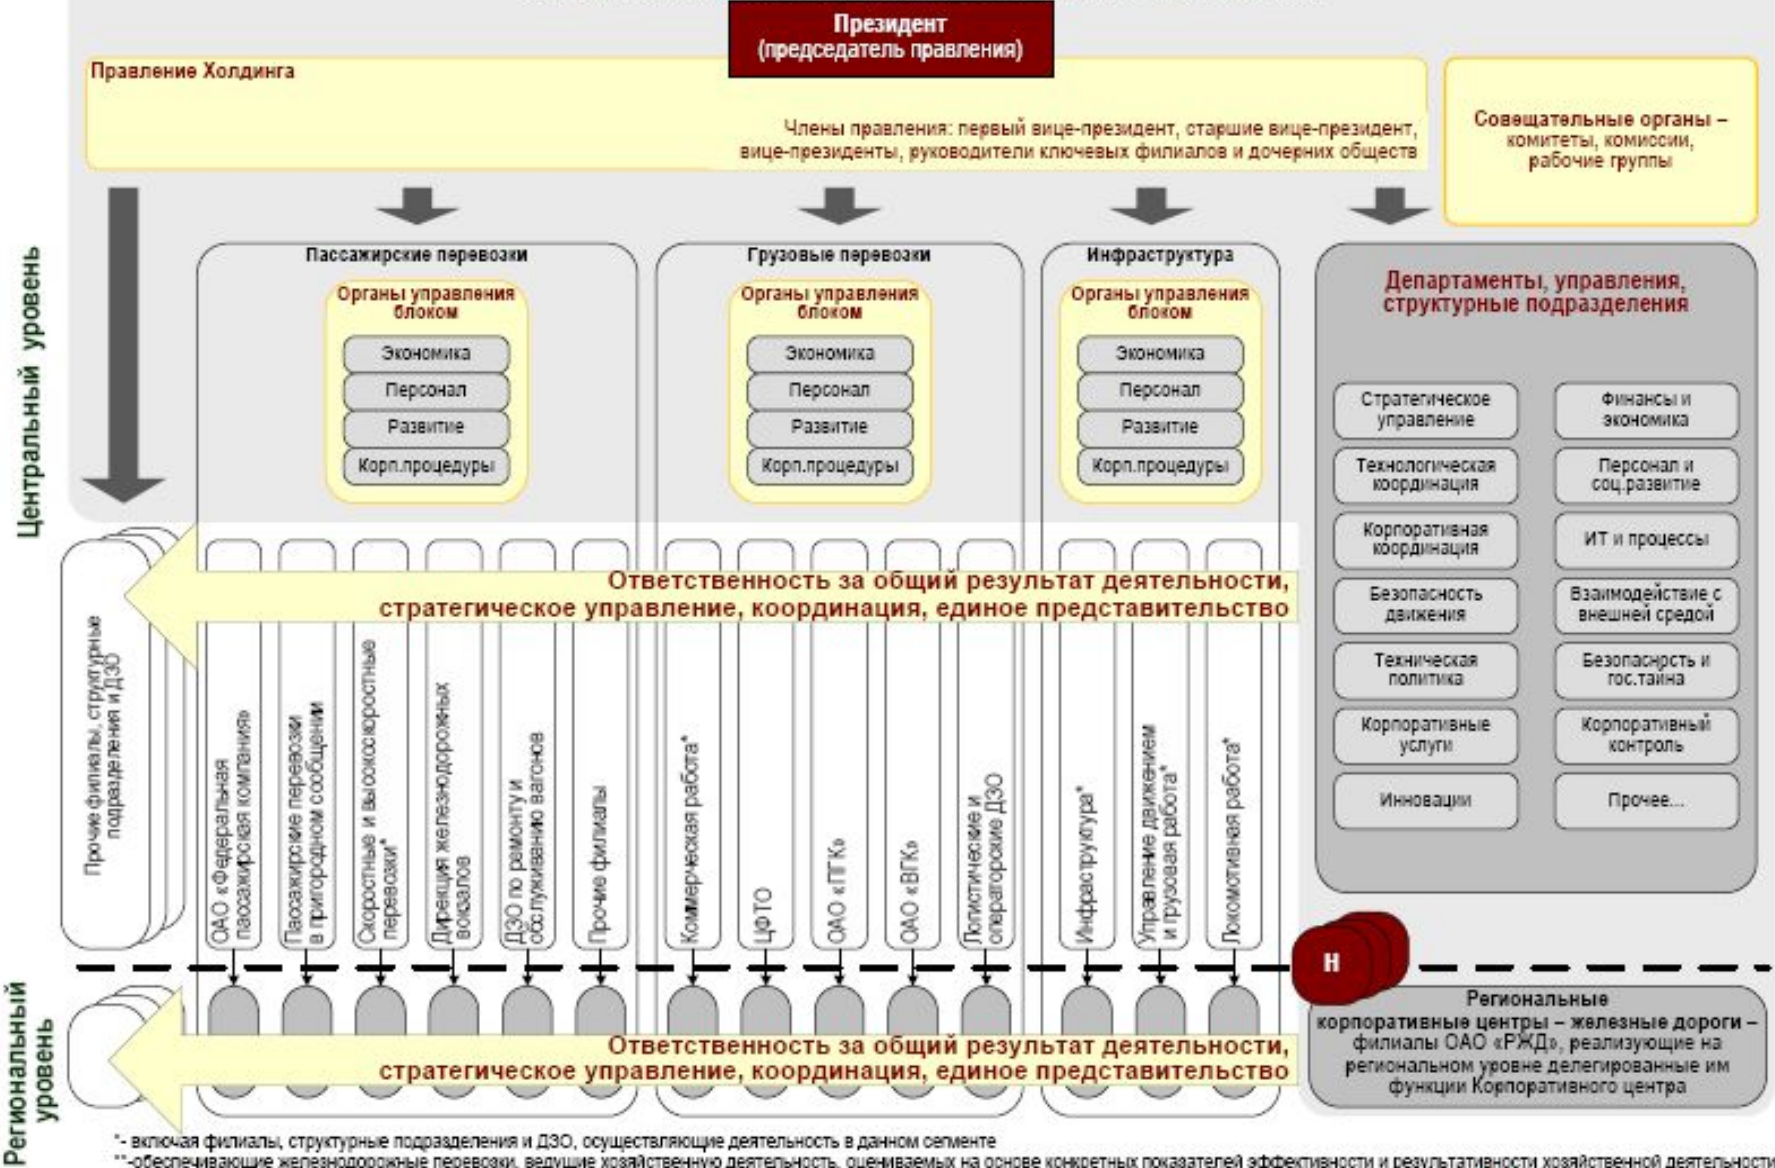 Президент
(председатель правления)
Правление Холдинга
Члены правления: первый вице-президент, старшие вице-президент,
вице-президенты, руководители ключевых филиалов и дочерних обществ
Совещательные органы –
комитеты, комиссии,
рабочие группы
Центральный уровень
Пассажирские перевозки
Органы управления
блоком
Экономика
Персонал
Развитие
Корп.процедуры
Грузовые перевозки
Органы управления
блоком
Экономика
Персонал
Развитие
Корп.процедуры
Инфраструктура
Органы управления
блоком
Экономика
Персонал
Развитие
Корп.процедуры
Департаменты, управления,
структурные подразделения
Стратегическое
управление
Финансы и
экономика
Технологическая
координация
Персонал и
соц.развитие
Корпоративная
координация
ИТ и процессы
Безопасность
движения
Взаимодействие с
внешней средой
Техническая
политика
Безопасность и
гос.тайна
Корпоративные
услуги
Корпоративный
контроль
Инновации
Прочее...
Ответственность за общий результат деятельности,
стратегическое управление, координация, единое представительство
Прочие филиалы, структурные
подразделения и ДЗО
ОАО «Федеральная
пассажирская компания»
Пассажирские перевозки
в пригородном сообщении
Скоростные и высокоскоростные
перевозки*
Дирекция железнодорожных
вокзалов
ДЗО по ремонту и
обслуживанию вагонов
Прочие филиалы
Коммерческая работа*
ЦФТО
ОАО «ПГК»
ОАО «ВГК»
Логистические и
операторские ДЗО
Инфраструктура*
Управление движением
и грузовая работа*
Локомотивная работа*
Н
Региональный
уровень
Ответственность за общий результат деятельности,
стратегическое управление, координация, единое представительство
Региональные
корпоративные центры – железные дороги –
филиалы ОАО «РЖД», реализующие на
региональном уровне делегированные им
функции Корпоративного центра
*- включая филиалы, структурные подразделения и ДЗО, осуществляющие деятельность в данном сегменте
**-обеспечивающие железнодорожные перевозки, ведущие хозяйственную деятельность, оцениваемых на основе конкретных показателей эффективности и результативности хозяйственной деятельности